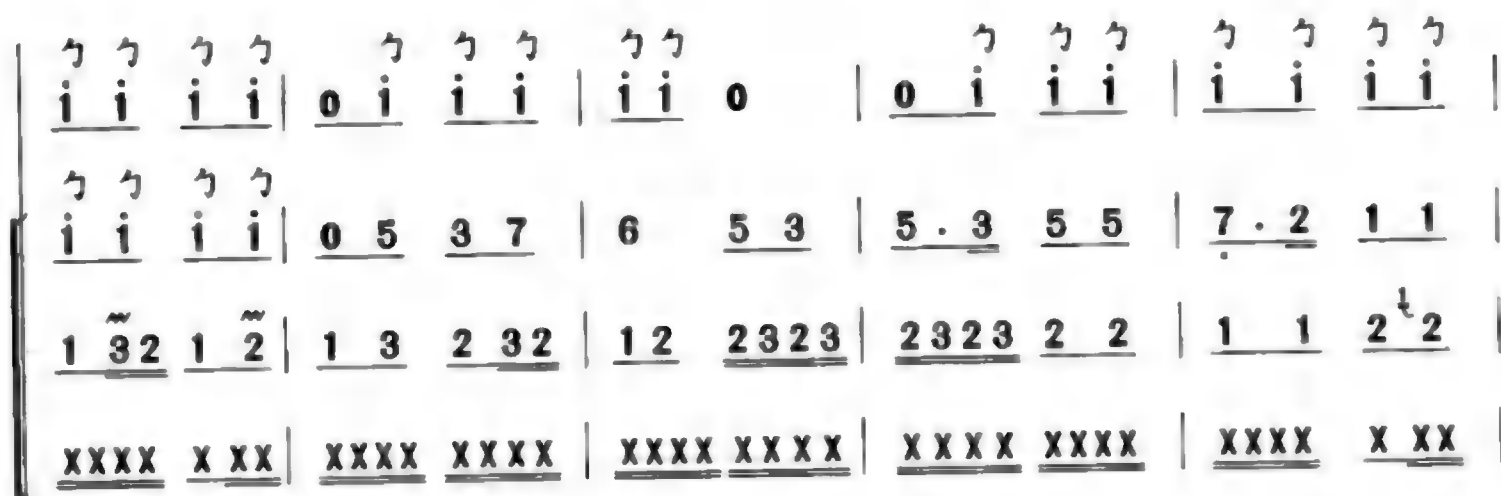 ㄅ ㄅ ㄅ ㄅ ㄅ ㄅ ㄅ ㄅ ㄅ ㄅ ㄅ ㄅ ㄅ ㄅ ㄅ ㄅ
i i i i | 0 i i i | i i 0 | 0 i i i | i i i i |
ㄅ ㄅ ㄅ ㄅ
i i i i | 0 5 3 7 | 6 5 3 | 5 . 3 5 5 | 7 . 2 1 1 |
1 32 1 2 | 1 3 2 32 | 1 2 2323 | 2323 2 2 | 1 1 2 2 |
XXXX X XX | XXXX XXXX | XXXX XXXX | XXXX XXXX | XXXX X XX |